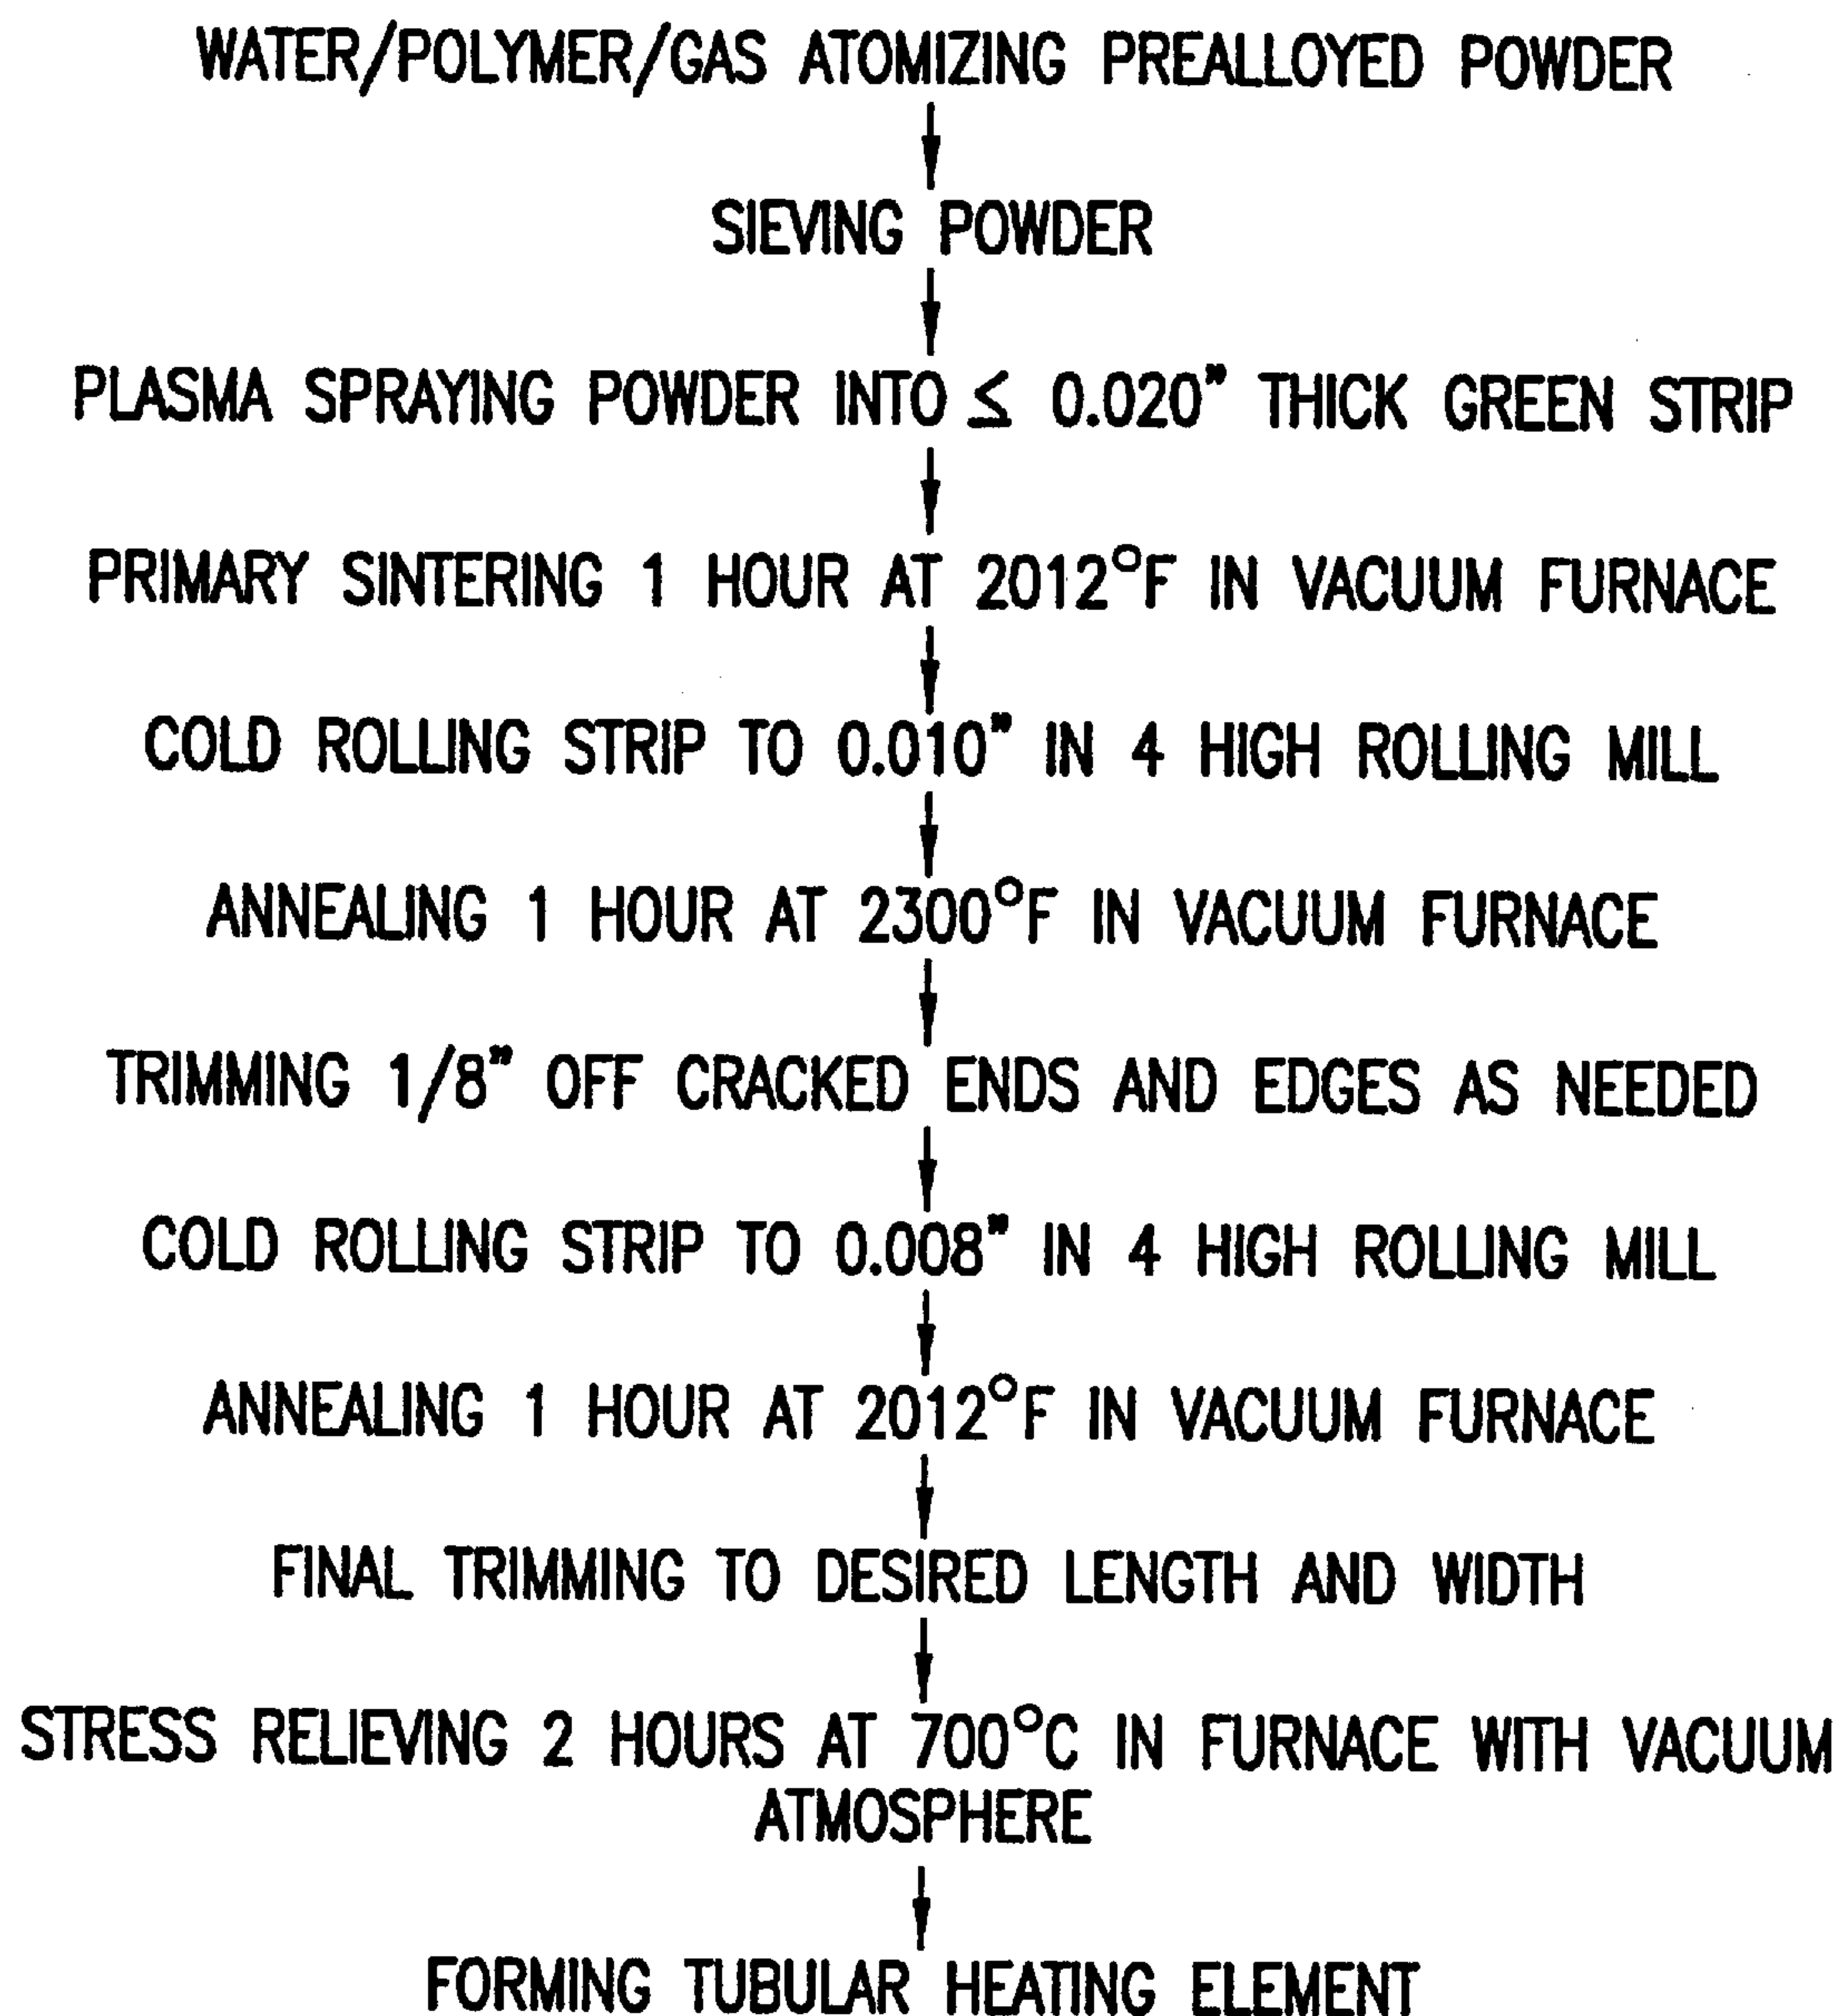 WATER/POLYMER/GAS ATOMIZING PREALLOYED POWDER
SIEVING POWDER
PLASMA SPRAYING POWDER INTO ≤ 0.020" THICK GREEN STRIP
PRIMARY SINTERING 1 HOUR AT 2012°F IN VACUUM FURNACE
COLD ROLLING STRIP TO 0.010" IN 4 HIGH ROLLING MILL
ANNEALING 1 HOUR AT 2300°F IN VACUUM FURNACE
TRIMMING 1/8" OFF CRACKED ENDS AND EDGES AS NEEDED
COLD ROLLING STRIP TO 0.008" IN 4 HIGH ROLLING MILL
ANNEALING 1 HOUR AT 2012°F IN VACUUM FURNACE
FINAL TRIMMING TO DESIRED LENGTH AND WIDTH
STRESS RELIEVING 2 HOURS AT 700°C IN FURNACE WITH VACUUM
ATMOSPHERE
FORMING TUBULAR HEATING ELEMENT